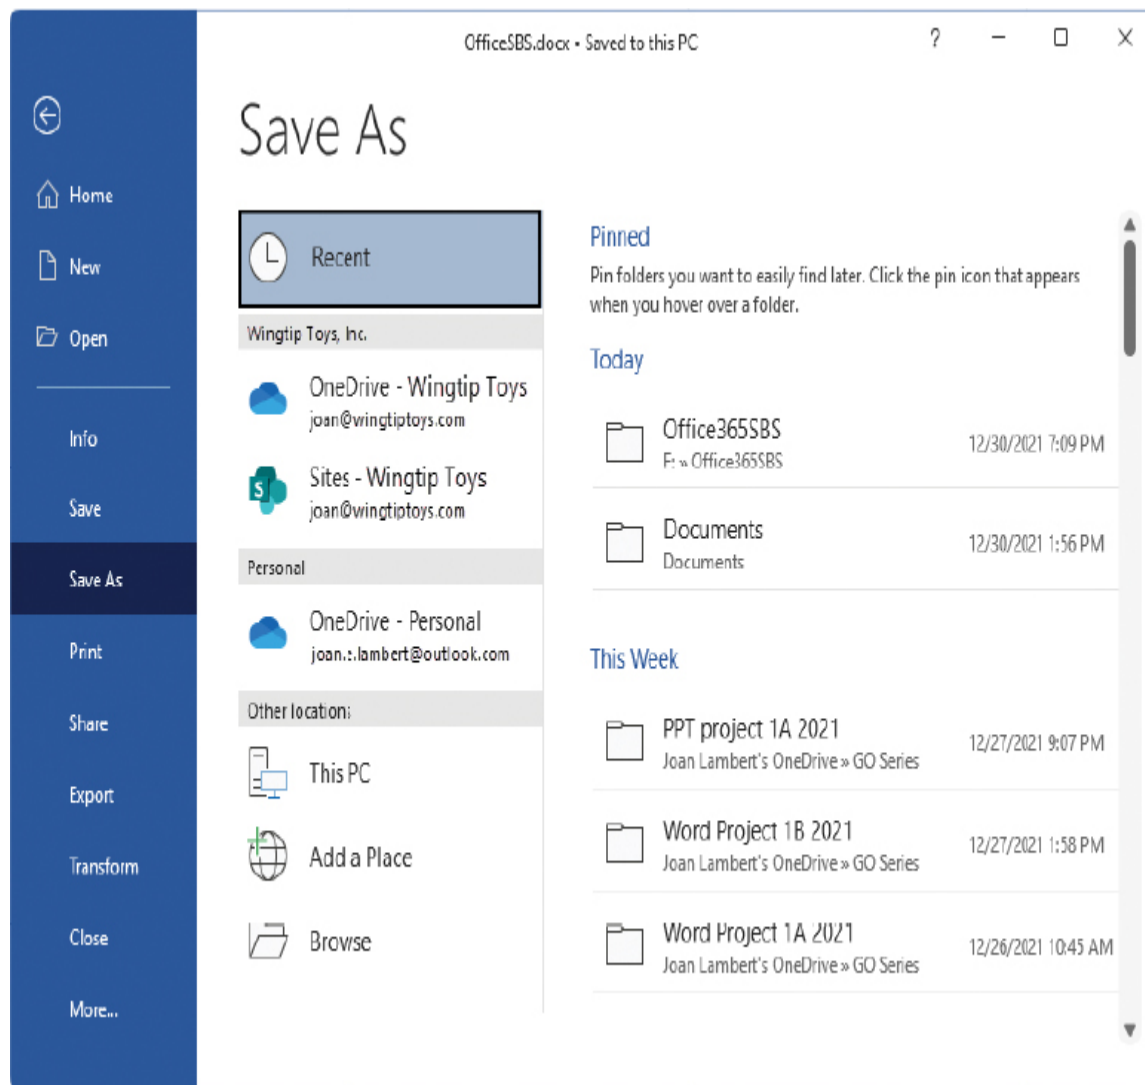 OfficeSBS.docx • Saved to this PC
?
Home
New
Open
Info
Save
Save As
Print
Share
Export
Transform
Close
More...
Save As
Recent
Wingtip Toys, Inc.
OneDrive - Wingtip Toys
joan@wingtiptoys.com
S
Sites - Wingtip Toys
joan@wingtiptoys.com
Personal
OneDrive - Personal
Other locations
This PC
Add a Place
Browse
Pinned
Pin folders you want to easily find later. Click the pin icon that appears
when you hover over a folder.
Today
Office365SBS 12/30/2021 7:09 PM
F: » Office365SBS
Documents 12/30/2021 1:56 PM
Documents
This Week
PPT project 1A 2021 12/27/2021 9:07 PM
Joan Lambert's OneDrive » GO Series
Word Project 1B 2021 12/27/2021 1:58 PM
Joan Lambert's OneDrive » GO Series
Word Project 1A 2021 12/26/2021 10:45 AM
Joan Lambert's OneDrive » GO Series